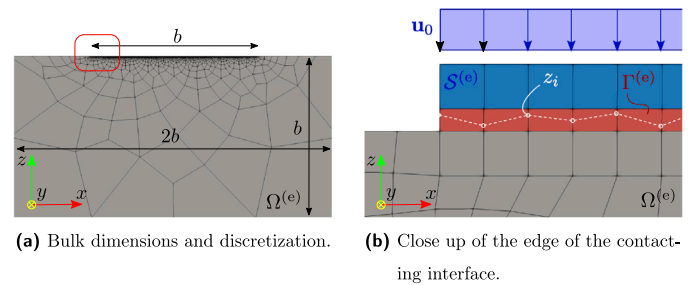 b
2b
b
z
y
x
Ω(e)
(a) Bulk dimensions and discretization.
u0
S(e)
zi
Γ(e)
z
y
x
Ω(e)
(b) Close up of the edge of the contact-
ing interface.